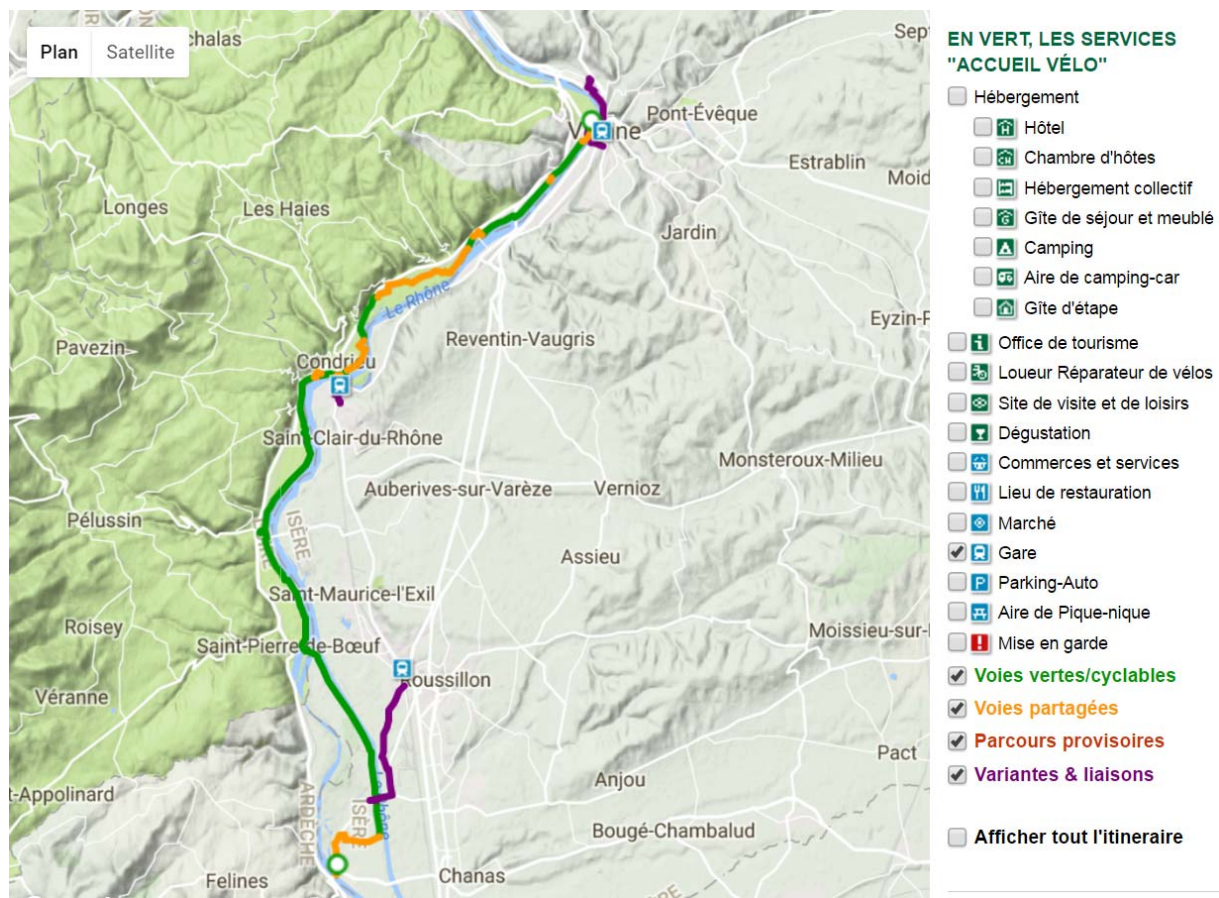 Plan Satellite
chalas
Sept
Pont-Évêque
Estrablin
Moid
Longes
Les Haies
Jardin
Le Rhône
Eyzin-P
Pavezin
Reventin-Vaugris
Condrieu
Saint-Clair-du-Rhône
Monsteroux-Milieu
Auberives-sur-Varèze
Vernioz
Pélussin
ISÈRE
Assieu
Saint-Maurice-l'Exil
Roisey
Moissieu-sur-
Saint-Pierre-de-Bœuf
Roussillon
Véranne
Pact
t-Appolinard
Anjou
ARDÈCHE
ISÈRE
Bougé-Chambalud
Felines
Chanas
ISÈRE
EN VERT, LES SERVICES
"ACCUEIL VÉLO"
Hébergement
Hôtel
Chambre d'hôtes
Hébergement collectif
Gîte de séjour et meublé
Camping
Aire de camping-car
Gîte d'étape
Office de tourisme
Loueur Réparateur de vélos
Site de visite et de loisirs
Dégustation
Commerces et services
Lieu de restauration
Marché
Gare
Parking-Auto
Aire de Pique-nique
Mise en garde
Voies vertes/cyclables
Voies partagées
Parcours provisoires
Variantes & liaisons
Afficher tout l'itineraire